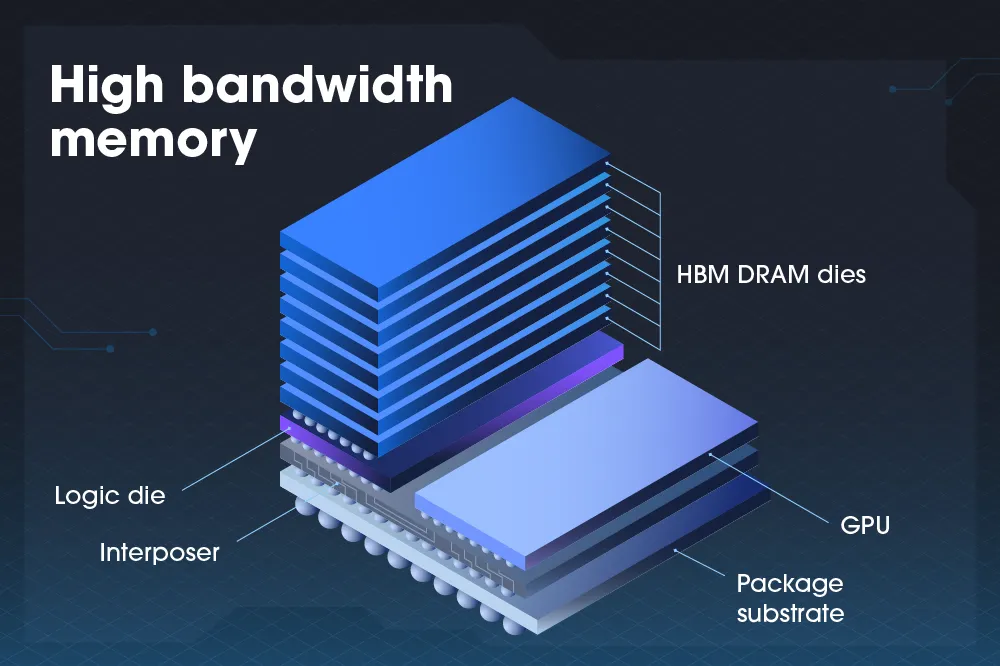 High bandwidth
memory
HBM DRAM dies
Logic die
Interposer
GPU
Package
substrate